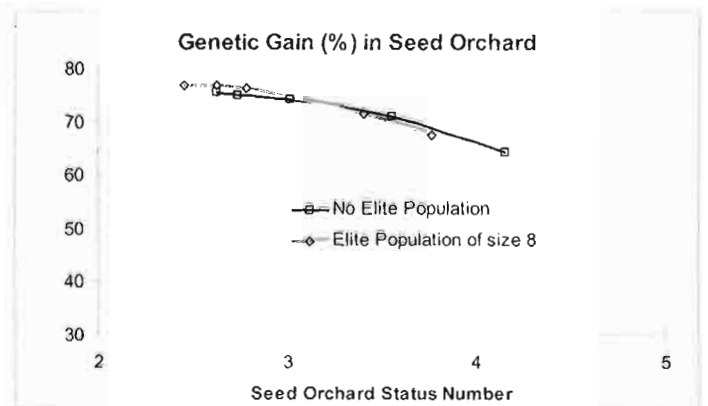 Genetic Gain (%) in Seed Orchard
80
70
60
50
40
30
No Elite Population
Elite Population of size 8
2 3 4 5
Seed Orchard Status Number